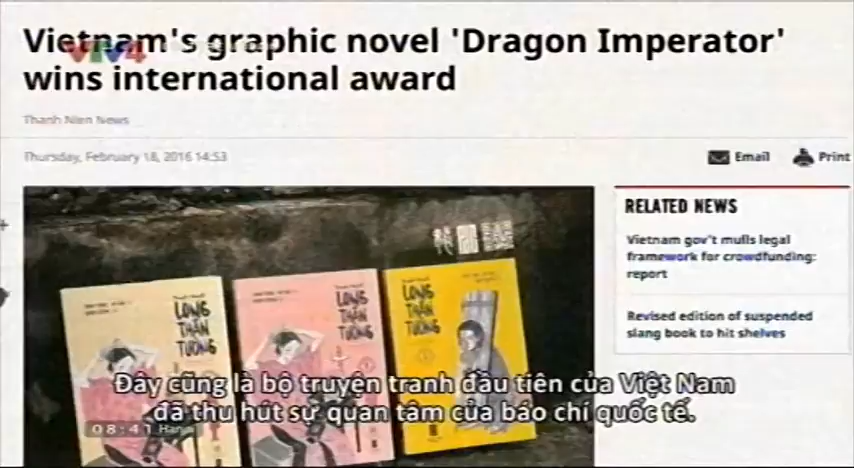 Vietnam's graphic novel 'Dragon Imperator'
wins international award
VTV4
Thanh Nien News
Thursday, February 18, 2016 14:53
Email
Print
RELATED NEWS
Vietnam gov't mulls legal
framework for crowdfunding:
report
Revised edition of suspended
slang book to hit shelves
LONG
THẦN
TƯỚNG
LONG
THẦN
TƯỚNG
LONG
THẦN
TƯỚNG
Đây cũng là bộ truyện tranh đầu tiên của Việt Nam
đã thu hút sự quan tâm của báo chí quốc tế.
08:41